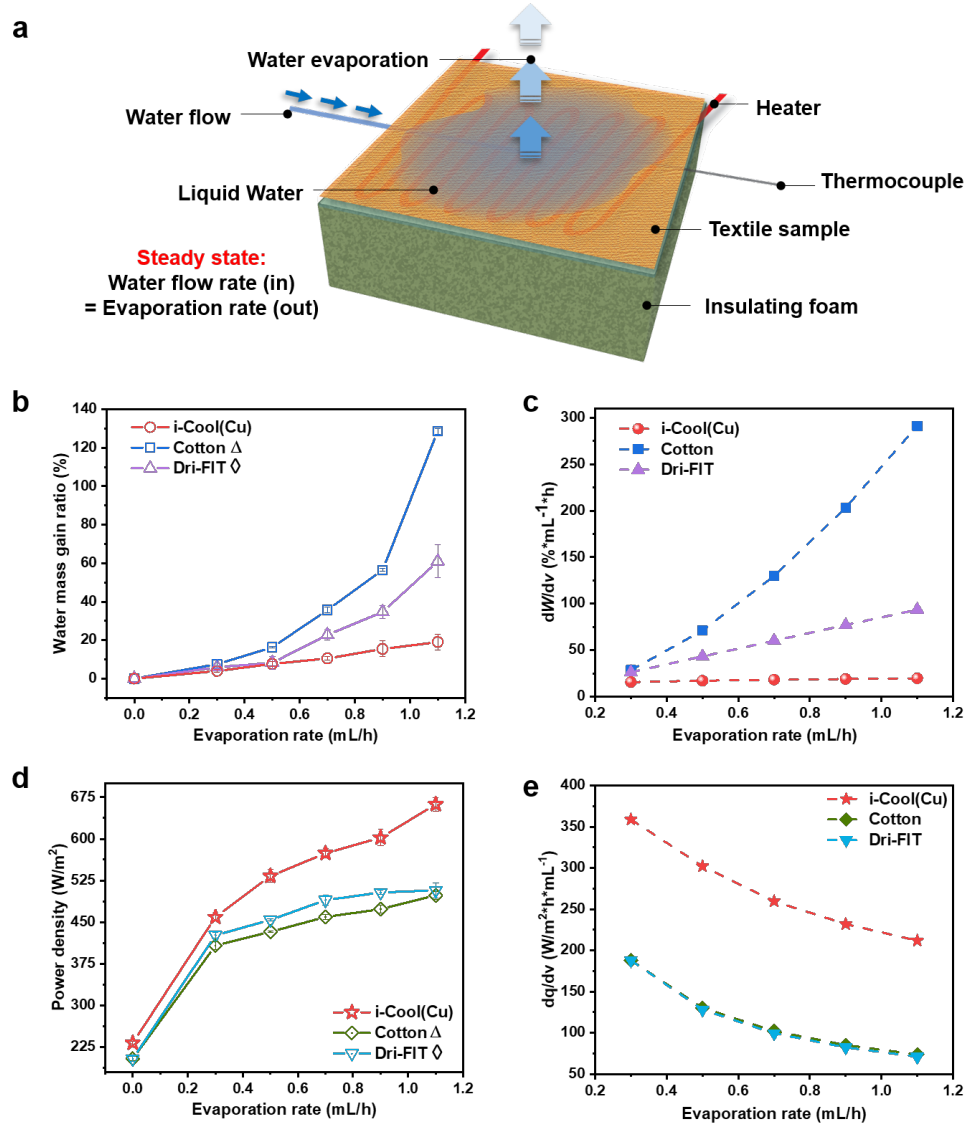 a
Water evaporation
Water flow
Heater
Thermocouple
Liquid Water
Textile sample
Steady state:
Water flow rate (in)
= Evaporation rate (out)
Insulating foam
b
140
120
100
80
60
40
20
0
Water mass gain ratio (%)
i-Cool(Cu)
Cotton Δ
Dri-FIT ◊
0.0 0.2 0.4 0.6 0.8 1.0 1.2
Evaporation rate (mL/h)
c
300
250
200
150
100
50
0
dW/dv (%*mL⁻¹*h)
i-Cool(Cu)
Cotton
Dri-FIT
0.2 0.4 0.6 0.8 1.0 1.2
Evaporation rate (mL/h)
d
675
600
525
450
375
300
225
Power density (W/m²)
i-Cool(Cu)
Cotton Δ
Dri-FIT ◊
0.0 0.2 0.4 0.6 0.8 1.0 1.2
Evaporation rate (mL/h)
e
400
350
300
250
200
150
100
50
dq/dv (W/m²*h*mL⁻¹)
i-Cool(Cu)
Cotton
Dri-FIT
0.2 0.4 0.6 0.8 1.0 1.2
Evaporation rate (mL/h)